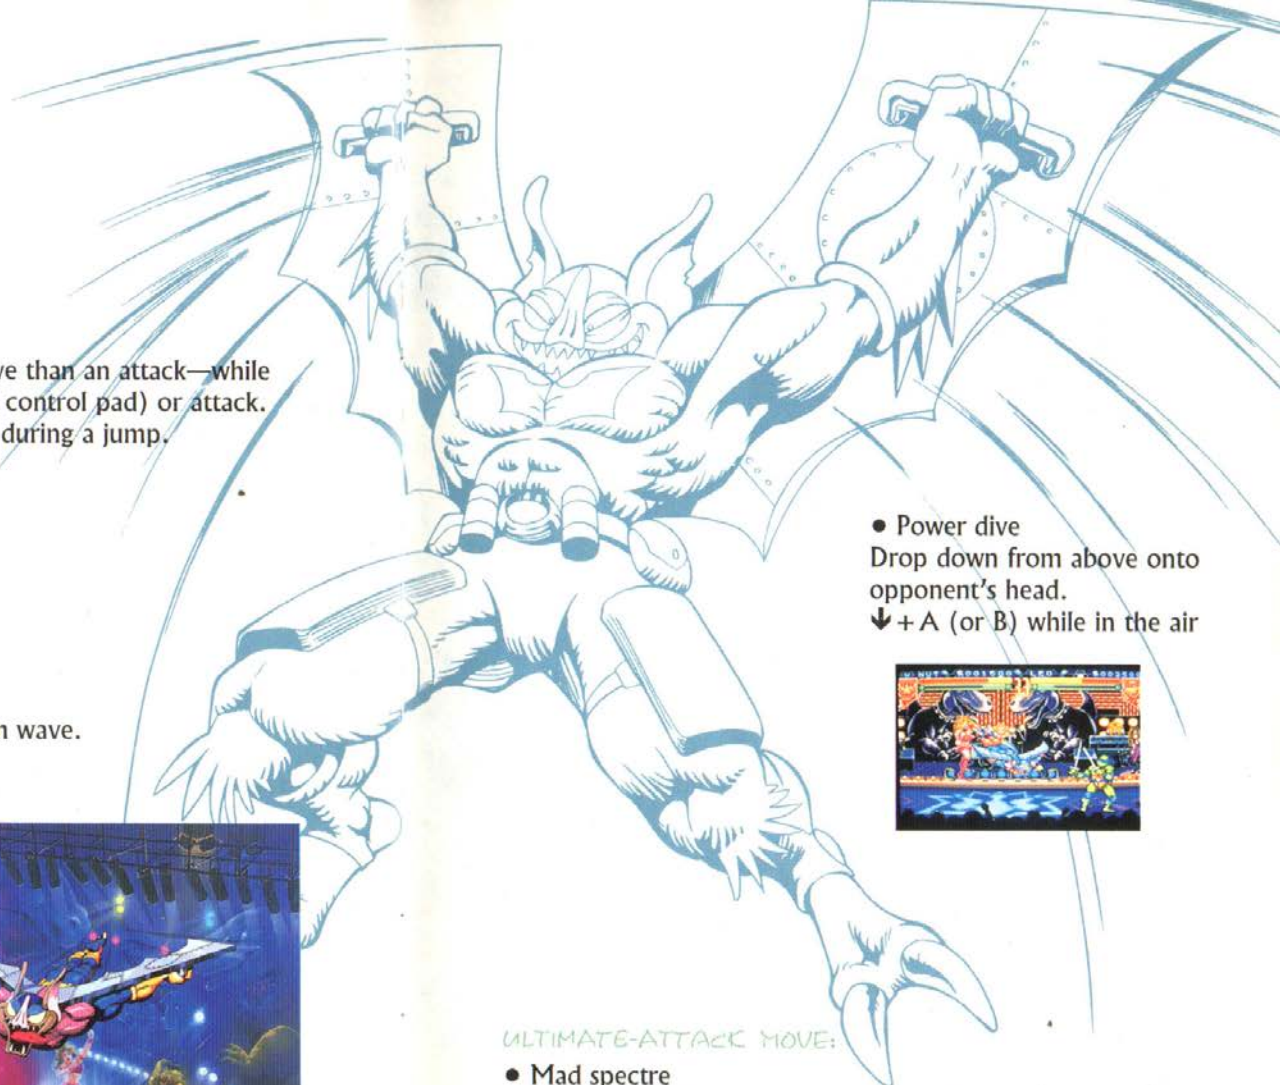 than an attack—while
control pad) or attack.
during a jump.
wave.
● Power dive
Drop down from above onto
opponent's head.
↓+A (or B) while in the air
ULTIMATE-ATTACK MOVE:
● Mad spectre